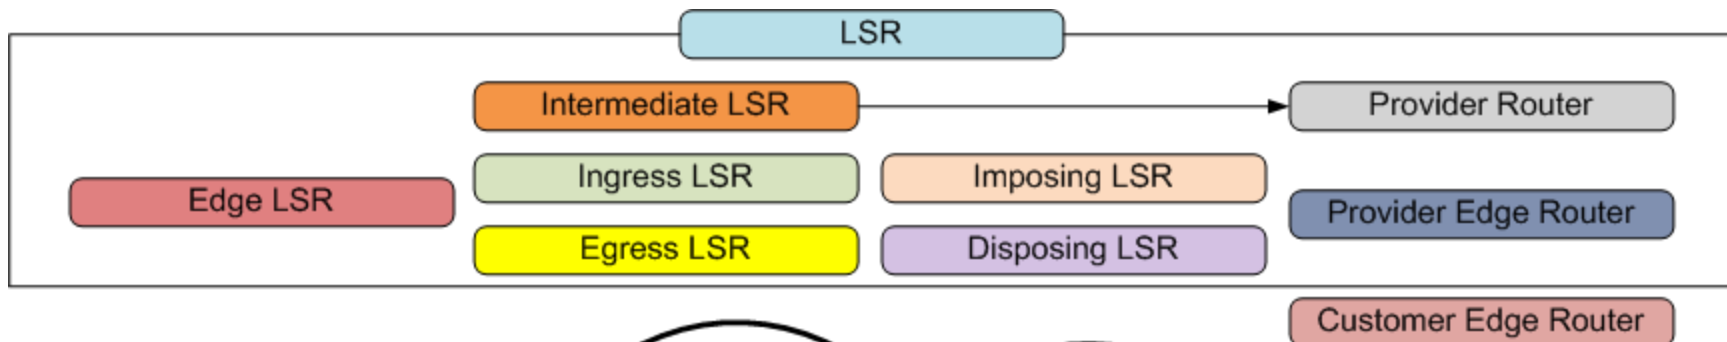 LSR
Intermediate LSR
Provider Router
Ingress LSR
Imposing LSR
Edge LSR
Provider Edge Router
Egress LSR
Disposing LSR
Customer Edge Router